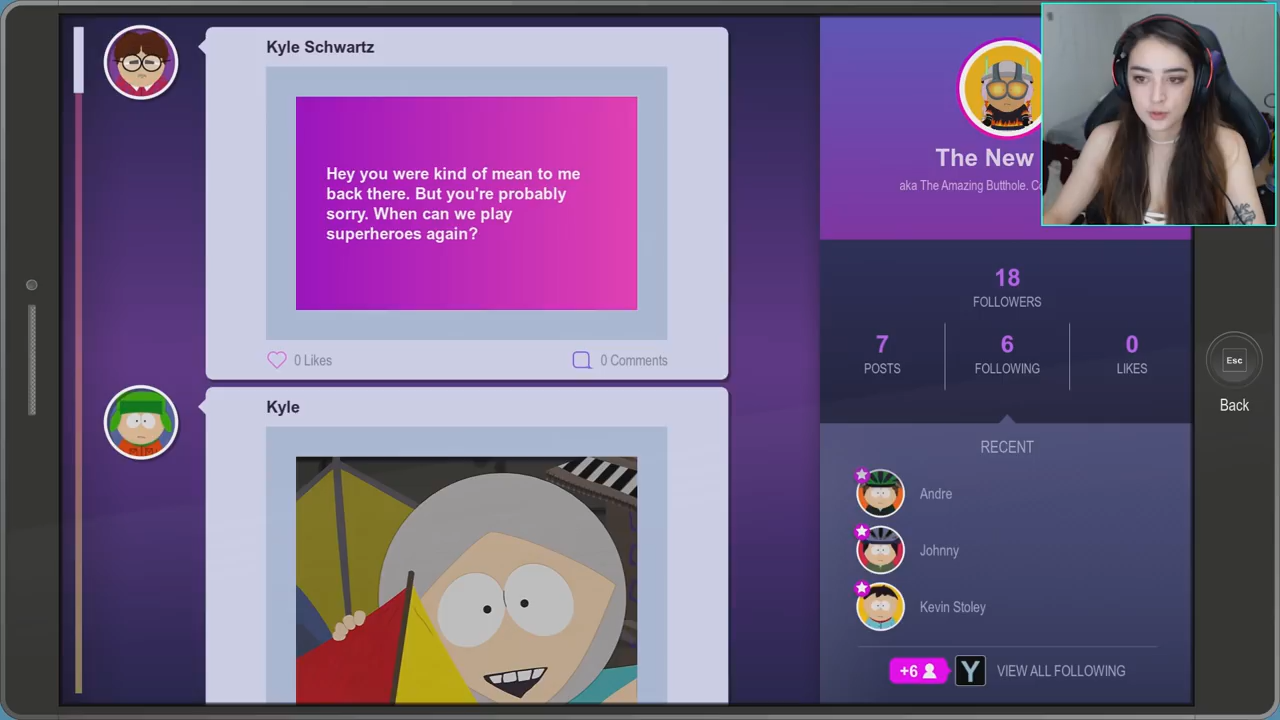 Kyle Schwartz
Hey you were kind of mean to me
back there. But you're probably
sorry. When can we play
superheroes again?
0 Likes
0 Comments
Kyle
The New
aka The Amazing Butthole.
18
FOLLOWERS
7
POSTS
6
FOLLOWING
0
LIKES
RECENT
Andre
Johnny
Kevin Stoley
+6
Y
VIEW ALL FOLLOWING
Esc
Back